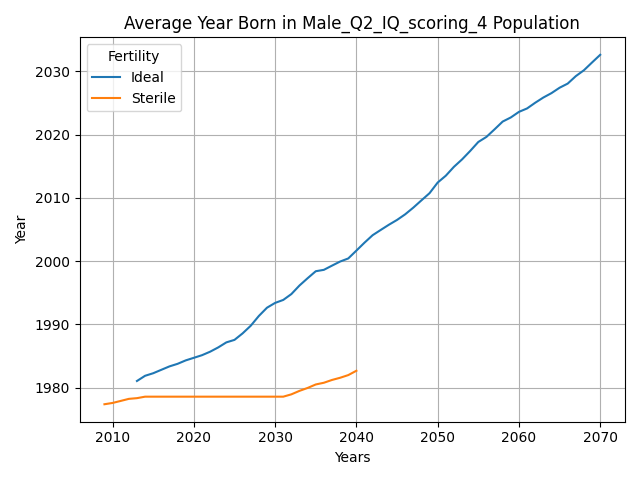 Average Year Born in Male_Q2_IQ_scoring_4 Population
Fertility
Ideal
Sterile
Year
2030
2020
2010
2000
1990
1980
2010 2020 2030 2040 2050 2060 2070
Years